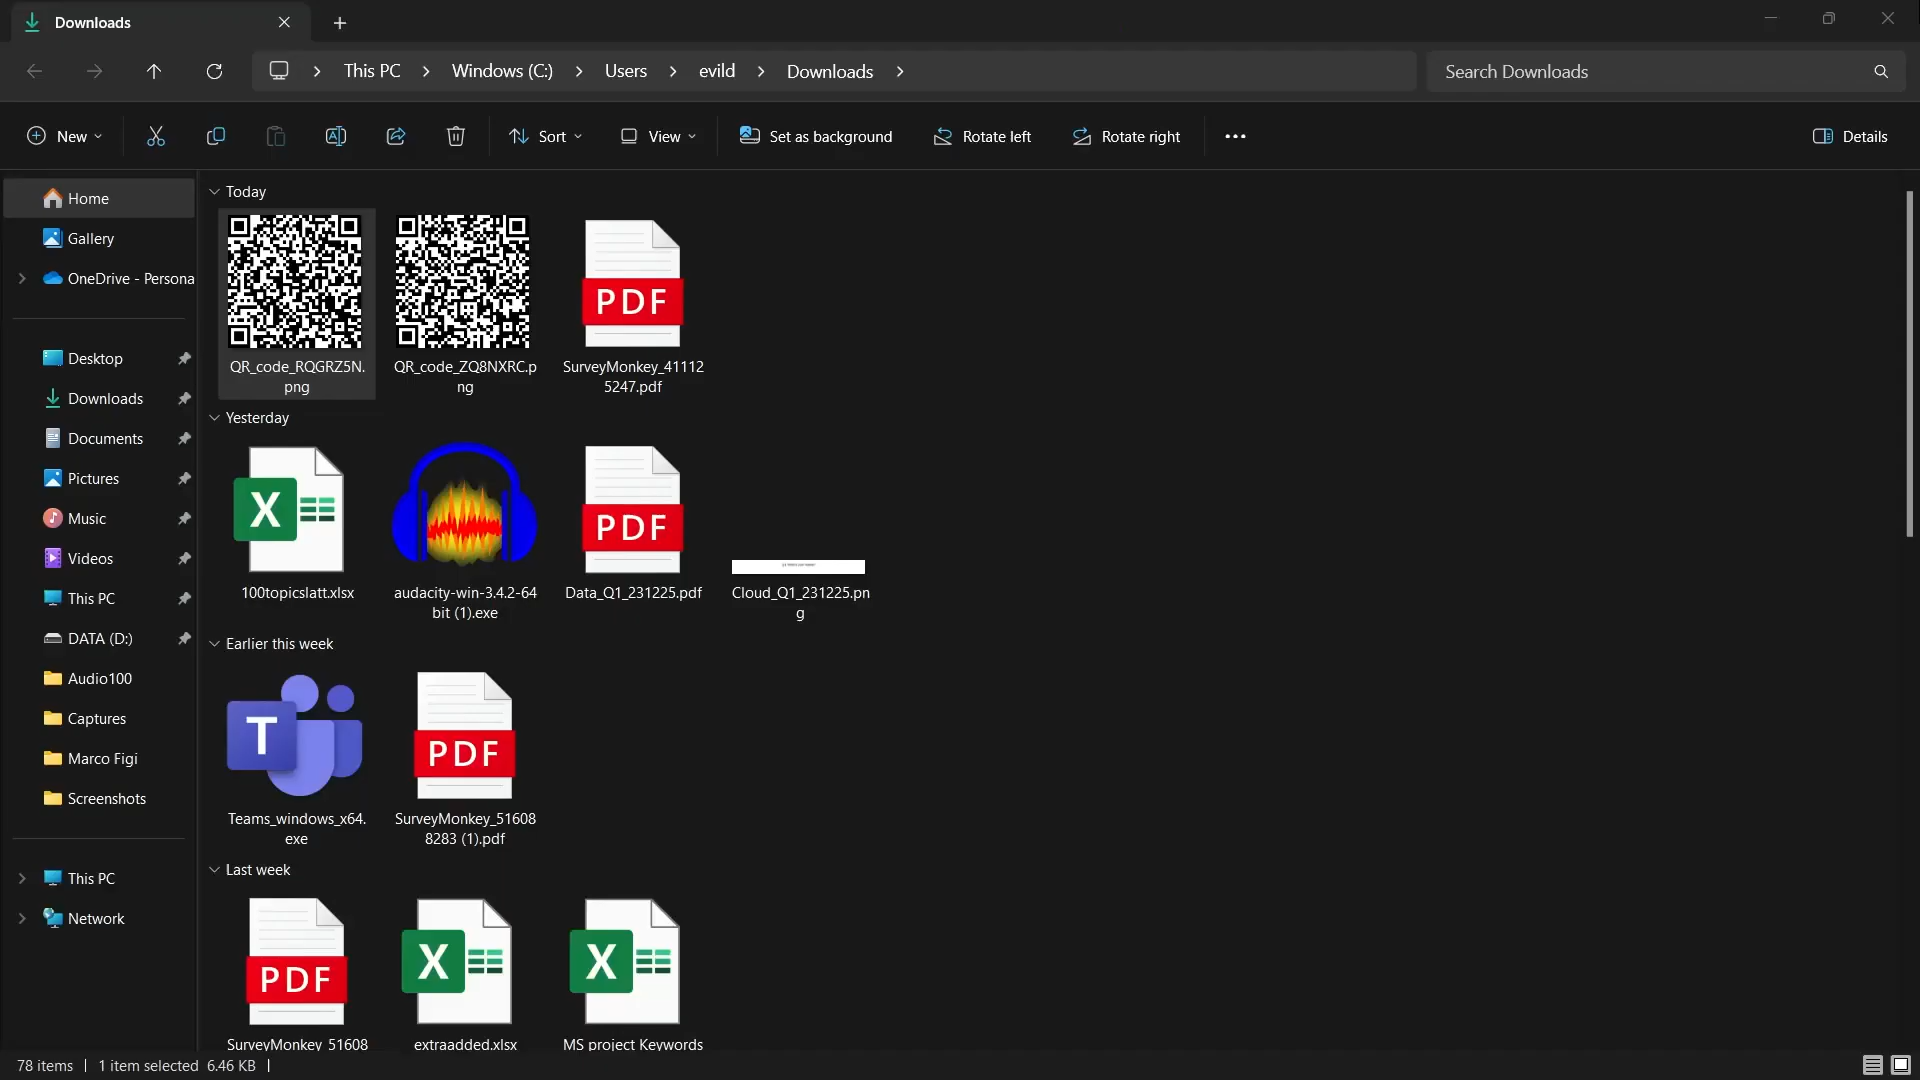 Downloads
This PC
Windows (C:)
Users
evild
Downloads
Search Downloads
New
Sort
View
Set as background
Rotate left
Rotate right
Details
Home
Gallery
OneDrive - Persona
Desktop
Downloads
Documents
Pictures
Music
Videos
This PC
DATA (D:)
Audio100
Captures
Marco Figi
Screenshots
This PC
Network
Today
QR_code_RQGRZ5N.
png
QR_code_ZQ8NXRC.p
ng
PDF
SurveyMonkey_41112
5247.pdf
Yesterday
X
100topicslatt.xlsx
audacity-win-3.4.2-64
bit (1).exe
PDF
Data_Q1_231225.pdf
Cloud_Q1_231225.pn
g
Earlier this week
T
Teams_windows_x64.
exe
PDF
SurveyMonkey_51608
8283 (1).pdf
Last week
PDF
SurveyMonkey_51608
X
extraadded.xlsx
X
MS project Keywords
78 items
1 item selected 6.46 KB